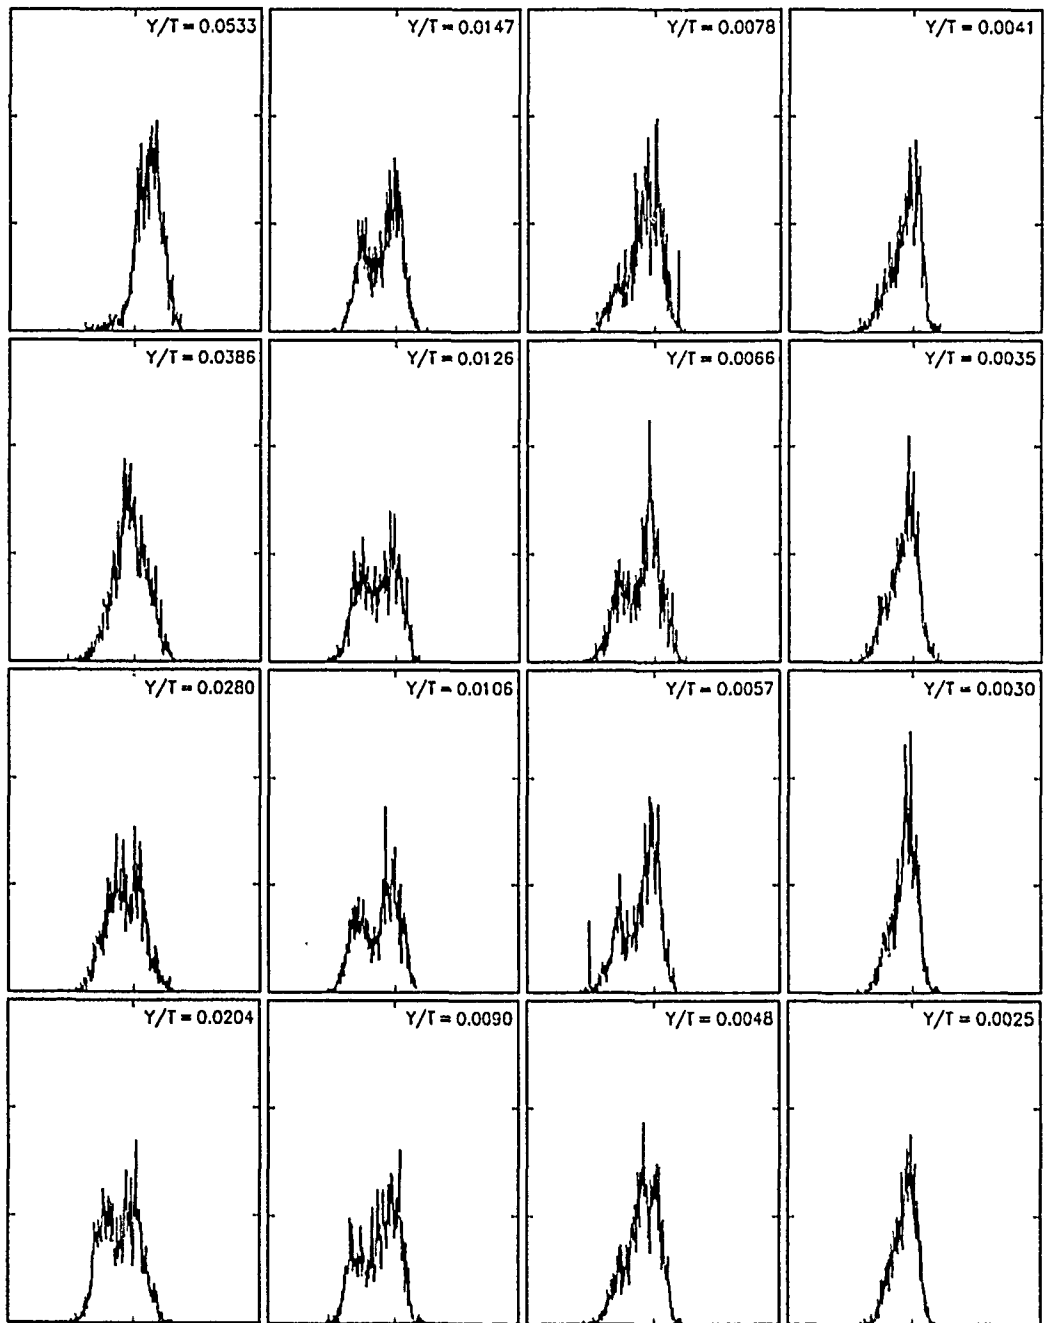 Y/T = 0.0533
Y/T = 0.0147
Y/T = 0.0078
Y/T = 0.0041
Y/T = 0.0386
Y/T = 0.0126
Y/T = 0.0066
Y/T = 0.0035
Y/T = 0.0280
Y/T = 0.0106
Y/T = 0.0057
Y/T = 0.0030
Y/T = 0.0204
Y/T = 0.0090
Y/T = 0.0048
Y/T = 0.0025